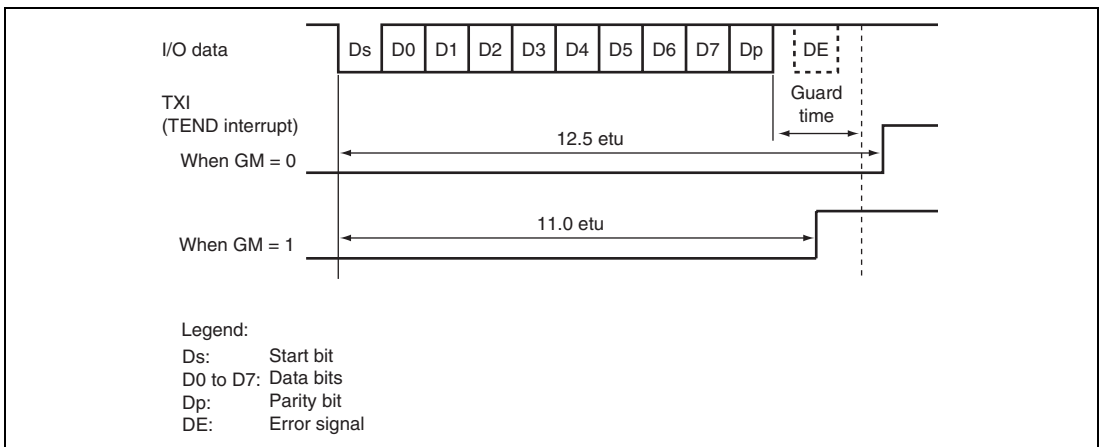 I/O data
Ds D0 D1 D2 D3 D4 D5 D6 D7 Dp DE
Guard
time
TXI
(TEND interrupt)
12.5 etu
When GM = 0
11.0 etu
When GM = 1
Legend:
Ds: Start bit
D0 to D7: Data bits
Dp: Parity bit
DE: Error signal